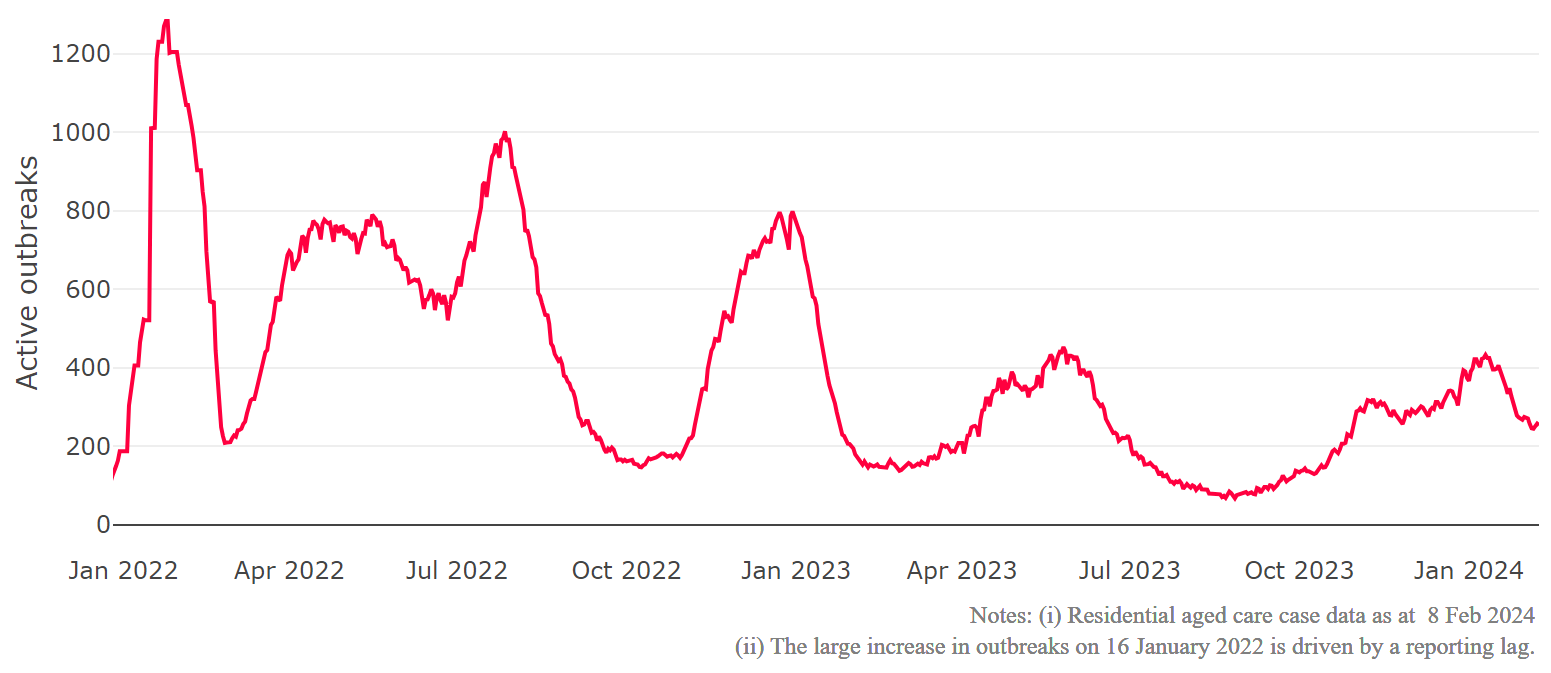 Active outbreaks
1200
1000
800
600
400
200
0
Jan 2022 Apr 2022 Jul 2022 Oct 2022 Jan 2023 Apr 2023 Jul 2023 Oct 2023 Jan 2024
Notes: (i) Residential aged care case data as at  8 Feb 2024
(ii) The large increase in outbreaks on 16 January 2022 is driven by a reporting lag.